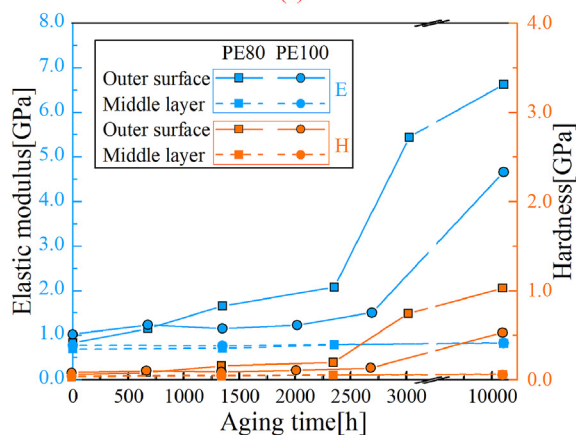 8.0
7.0
6.0
5.0
4.0
3.0
2.0
1.0
0.0
Elastic modulus[GPa]
PE80 PE100
Outer surface
Middle layer
E
Outer surface
Middle layer
H
4.0
3.0
2.0
1.0
0.0
Hardness[GPa]
0 500 1000 1500 2000 2500 3000 10000
Aging time[h]